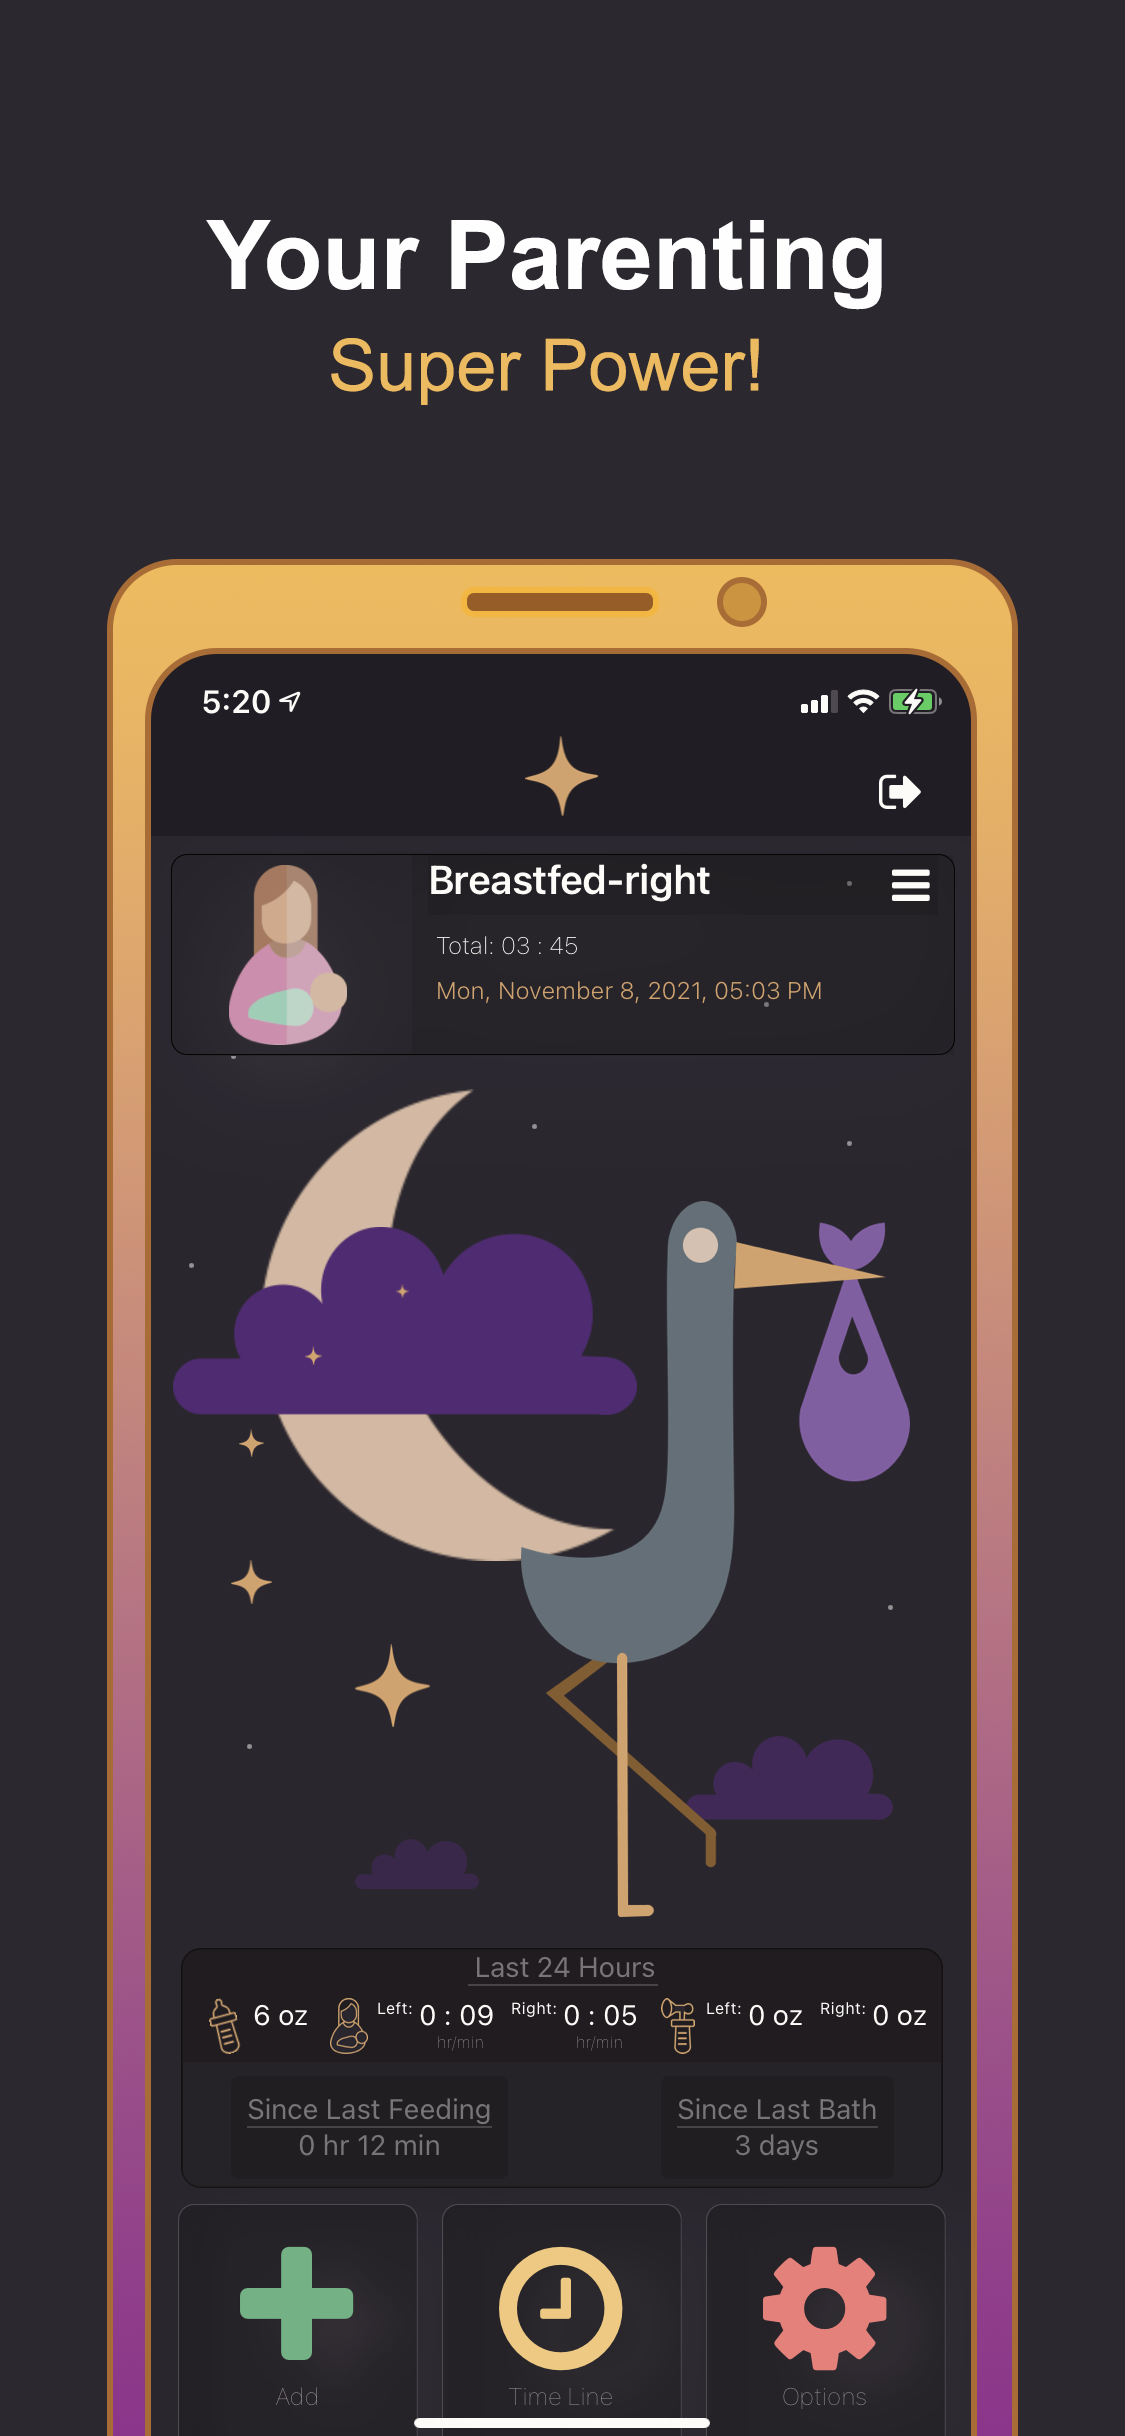 Your Parenting
Super Power!
5:20
Breastfed-right
Total: 03 : 45
Mon, November 8, 2021, 05:03 PM
Last 24 Hours
6 oz Left: 0 : 09 Right: 0 : 05 Left: 0 oz Right: 0 oz
hr/min hr/min
Since Last Feeding Since Last Bath
0 hr 12 min 3 days
Add Time Line Options